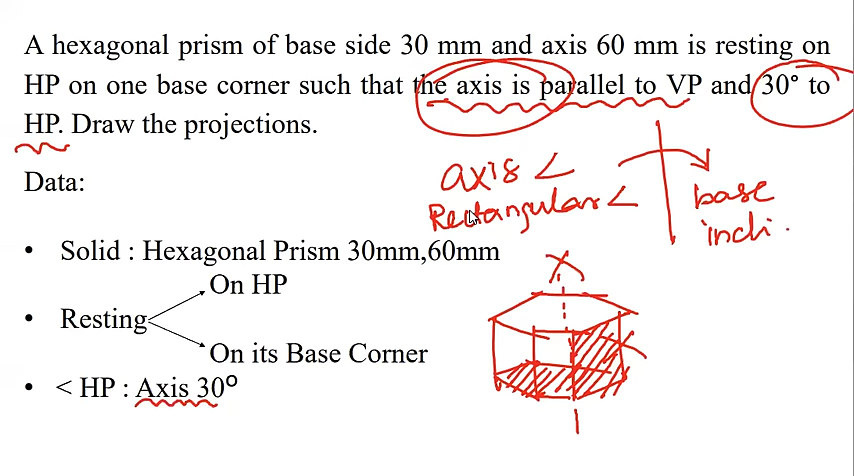 A hexagonal prism of base side 30 mm and axis 60 mm is resting on
HP on one base corner such that the axis is parallel to VP and 30° to
HP. Draw the projections.
Data:
axis <
Rectangular <
base
incli .
• Solid : Hexagonal Prism 30mm,60mm
On HP
• Resting
On its Base Corner
• < HP : Axis 30°